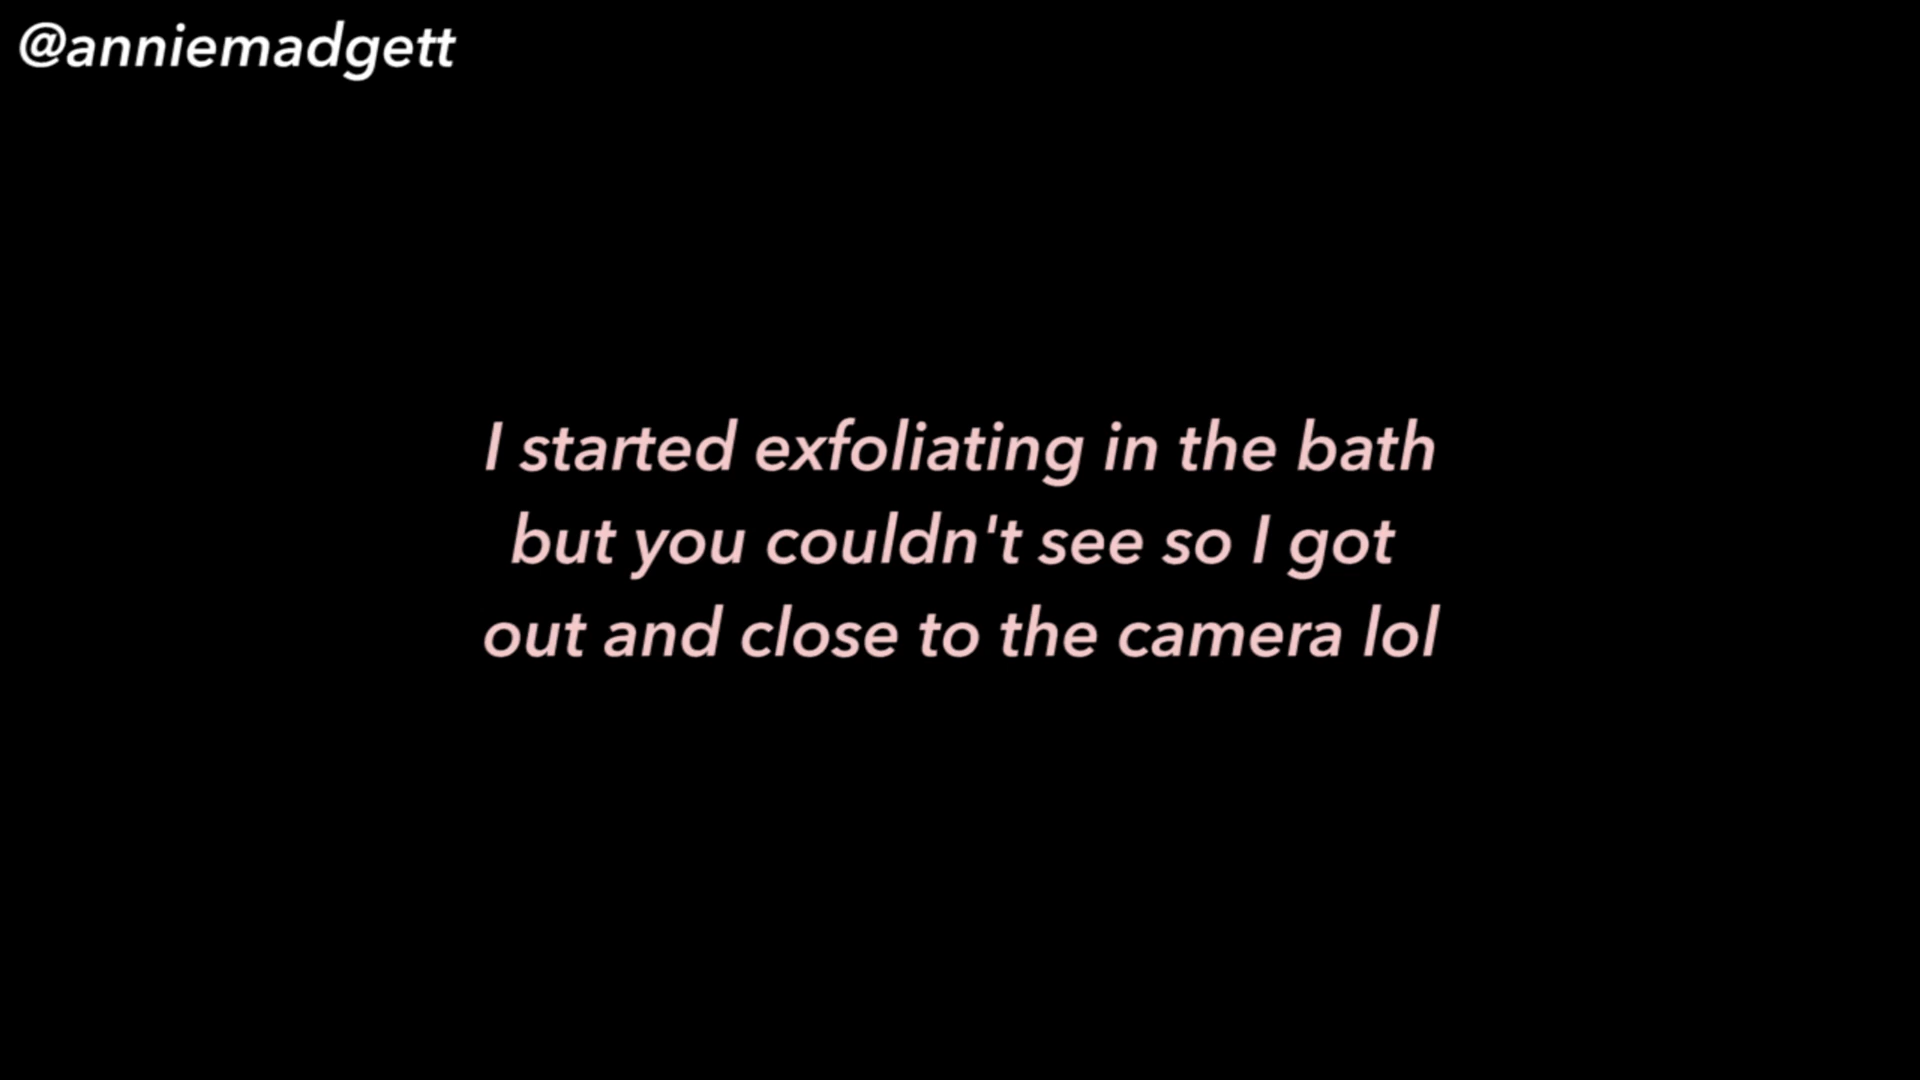 @anniemadgett
I started exfoliating in the bath
but you couldn't see so I got
out and close to the camera lol